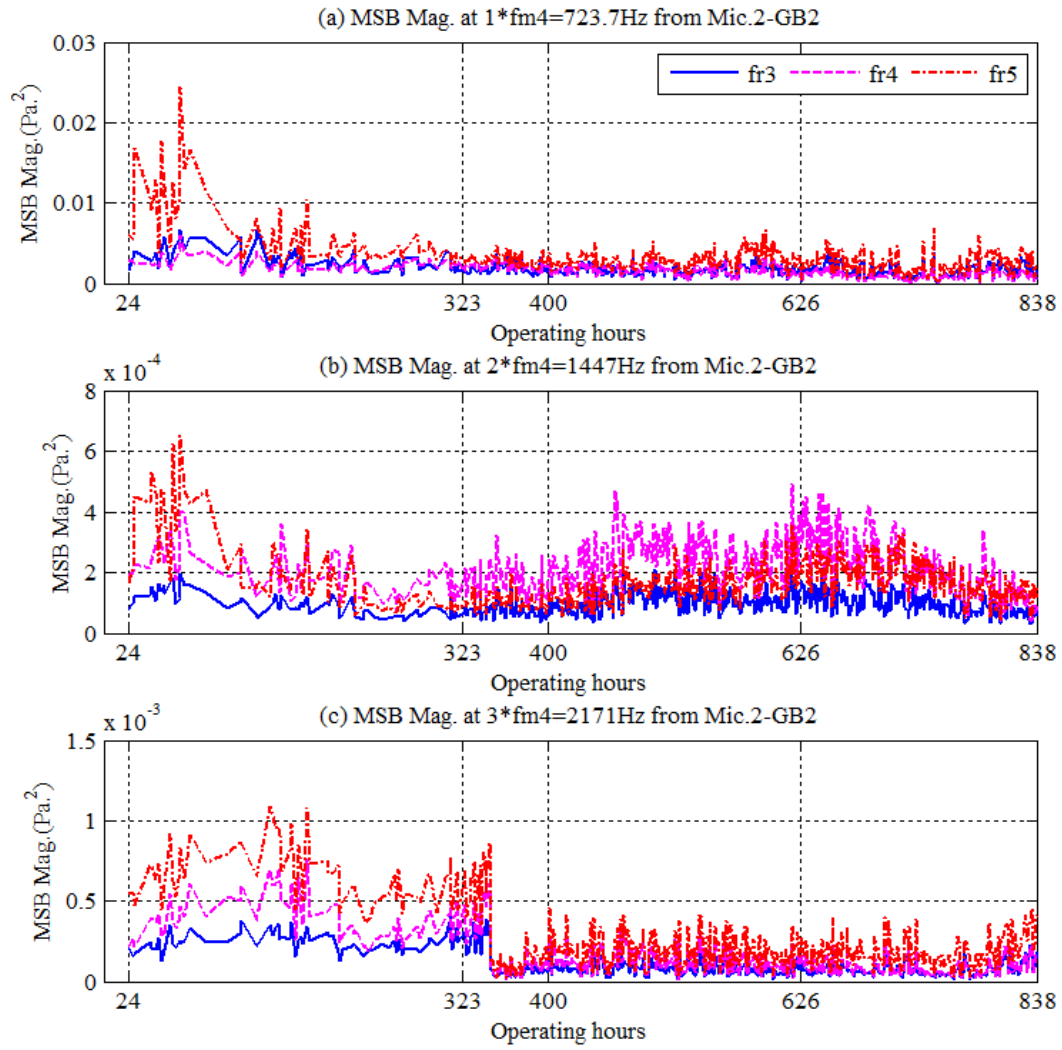 (a) MSB Mag. at 1*fm4=723.7Hz from Mic.2-GB2
MSB Mag.(Pa.²)
0.03
0.02
0.01
0
fr3 fr4 fr5
24 323 400 626 838
Operating hours
(b) MSB Mag. at 2*fm4=1447Hz from Mic.2-GB2
x 10⁻⁴
MSB Mag.(Pa.²)
8
6
4
2
0
24 323 400 626 838
Operating hours
(c) MSB Mag. at 3*fm4=2171Hz from Mic.2-GB2
x 10⁻³
MSB Mag.(Pa.²)
1.5
1
0.5
0
24 323 400 626 838
Operating hours